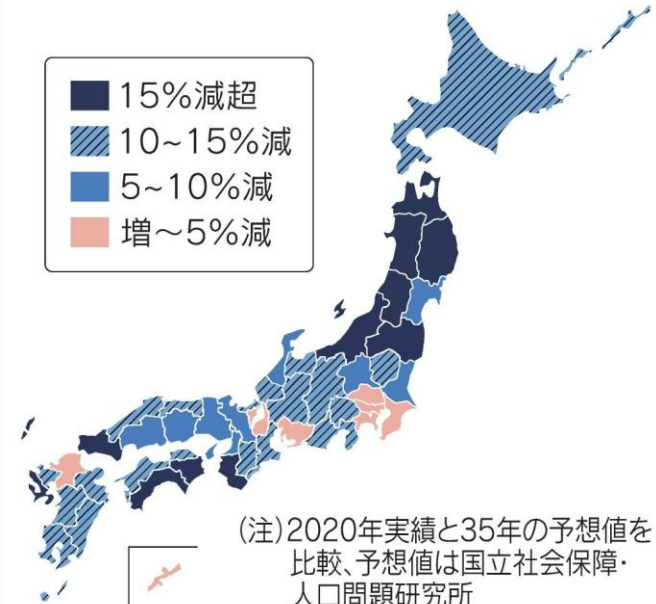 15%減超
10~15%減
5~10%減
増～5%減
(注)2020年実績と35年の予想値を
比較、予想値は国立社会保障・
人口問題研究所